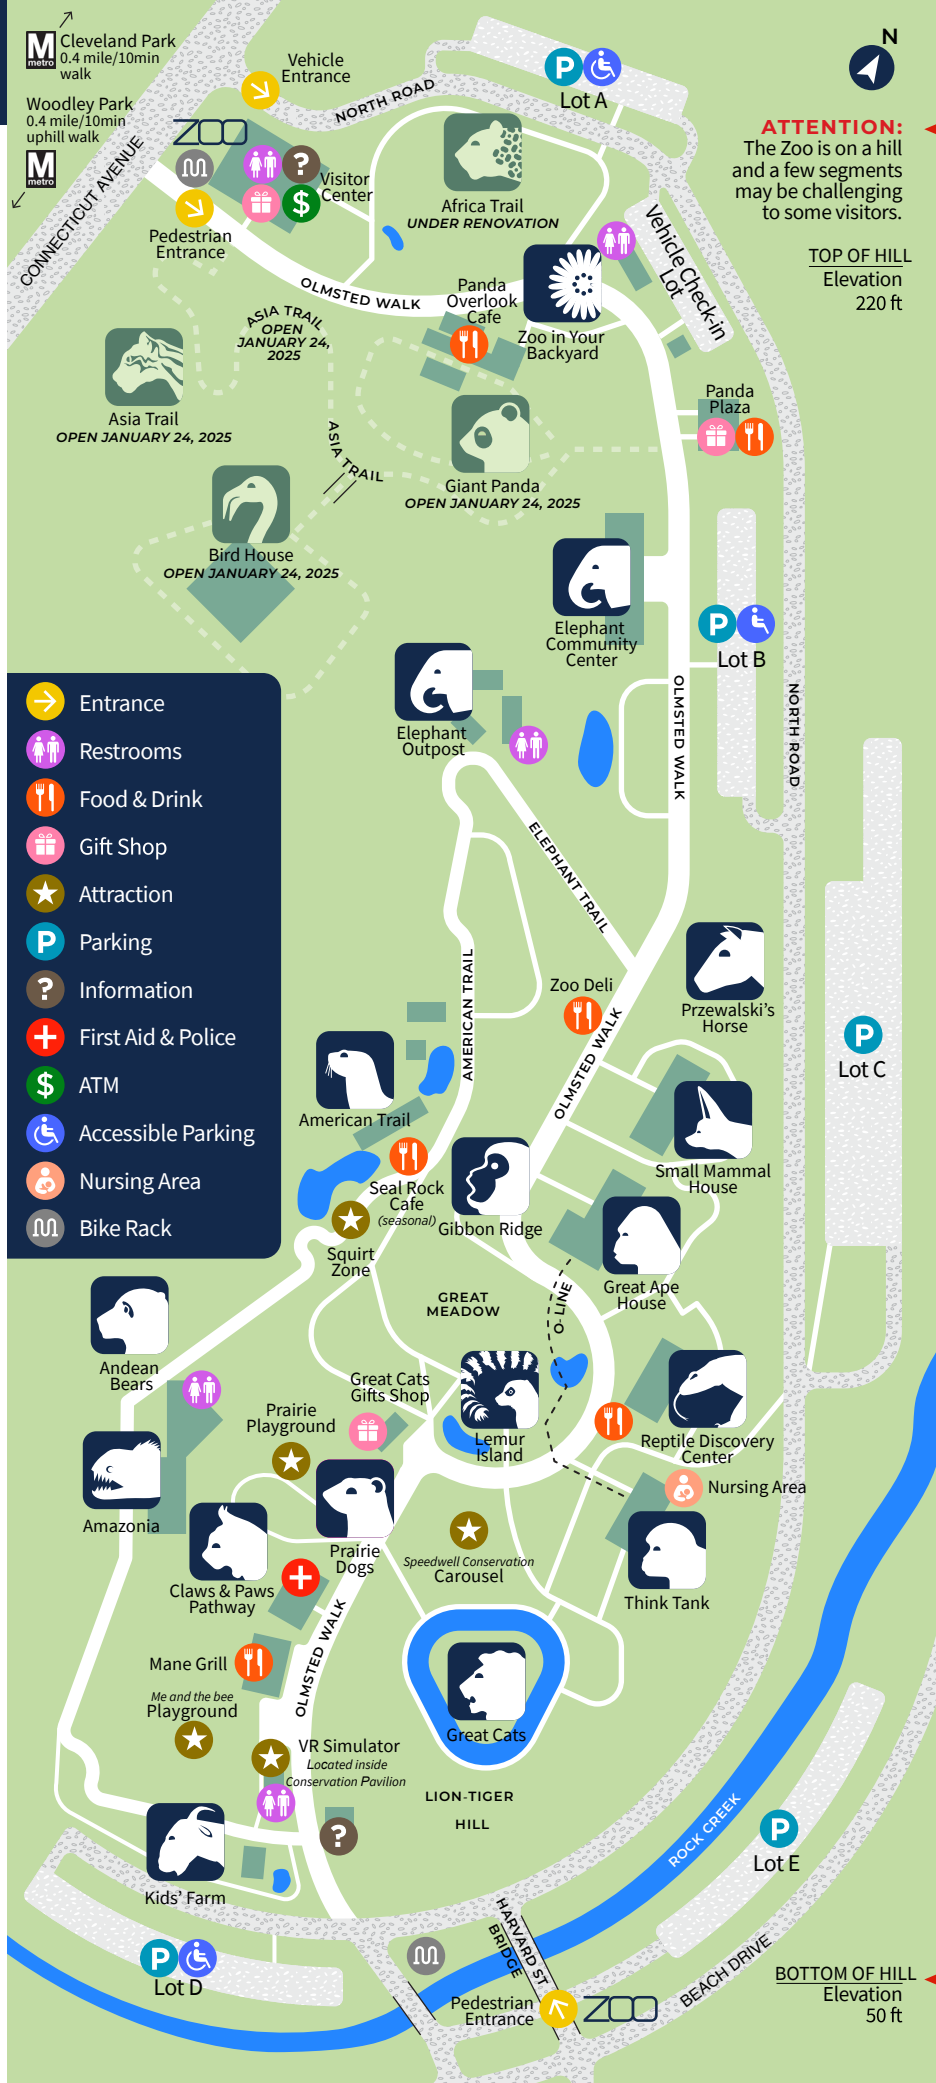 Cleveland Park
0.4 mile/10min
walk
M
metro
Woodley Park
0.4 mile/10min
uphill walk
M
metro
CONNECTICUT AVENUE
Vehicle
Entrance
NORTH ROAD
P
Lot A
N
ATTENTION:
The Zoo is on a hill
and a few segments
may be challenging
to some visitors.
TOP OF HILL
Elevation
220 ft
ZOO
?
$
Visitor
Center
Pedestrian
Entrance
Africa Trail
UNDER RENOVATION
Vehicle Check-in
Lot
OLMSTED WALK
Panda
Overlook
Cafe
Zoo in Your
Backyard
ASIA TRAIL
OPEN
JANUARY 24,
2025
Asia Trail
OPEN JANUARY 24, 2025
Panda
Plaza
ASIA TRAIL
Giant Panda
OPEN JANUARY 24, 2025
Bird House
OPEN JANUARY 24, 2025
Elephant
Community
Center
P
Lot B
OLMSTED WALK
NORTH ROAD
Elephant
Outpost
Entrance
Restrooms
Food & Drink
Gift Shop
Attraction
P
Parking
?
Information
First Aid & Police
$
ATM
Accessible Parking
Nursing Area
Bike Rack
ELEPHANT TRAIL
AMERICAN TRAIL
Zoo Deli
OLMSTED WALK
Przewalski's
Horse
P
Lot C
American Trail
Small Mammal
House
Seal Rock
Cafe
(seasonal)
Gibbon Ridge
Squirt
Zone
Great Ape
House
GREAT
MEADOW
O-LINE
Andean
Bears
Great Cats
Gifts Shop
Prairie
Playground
Lemur
Island
Reptile Discovery
Center
Nursing Area
Amazonia
Prairie
Dogs
Speedwell Conservation
Carousel
Claws & Paws
Pathway
Think Tank
OLMSTED WALK
Mane Grill
Me and the bee
Playground
Great Cats
VR Simulator
Located inside
Conservation Pavilion
LION-TIGER
HILL
?
ROCK CREEK
P
Lot E
Kids' Farm
P
Lot D
HARVARD ST
BRIDGE
BEACH DRIVE
Pedestrian
Entrance
ZOO
BOTTOM OF HILL
Elevation
50 ft